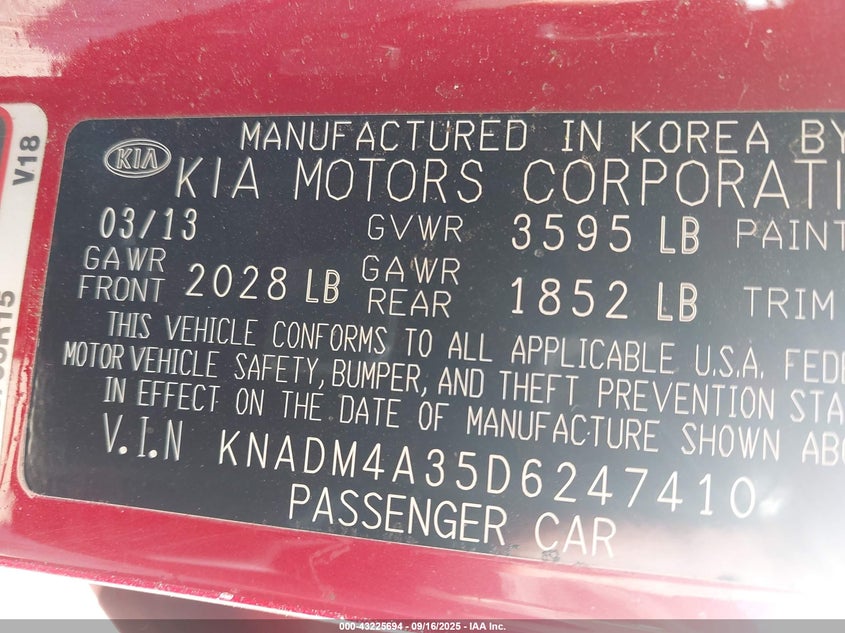 V18
MANUFACTURED IN KOREA BY
KIA
KIA MOTORS CORPORATI
03/13 GVWR 3595 LB PAINT
GAWR FRONT 2028 LB GAWR REAR 1852 LB TRIM
THIS VEHICLE CONFORMS TO ALL APPLICABLE U.S.A. FEDE
MOTOR VEHICLE SAFETY, BUMPER, AND THEFT PREVENTION STA
IN EFFECT ON THE DATE OF MANUFACTURE SHOWN ABO
V.I.N KNADM4A35D6247410
PASSENGER CAR
000-43225694 - 09/16/2025 - IAA Inc.